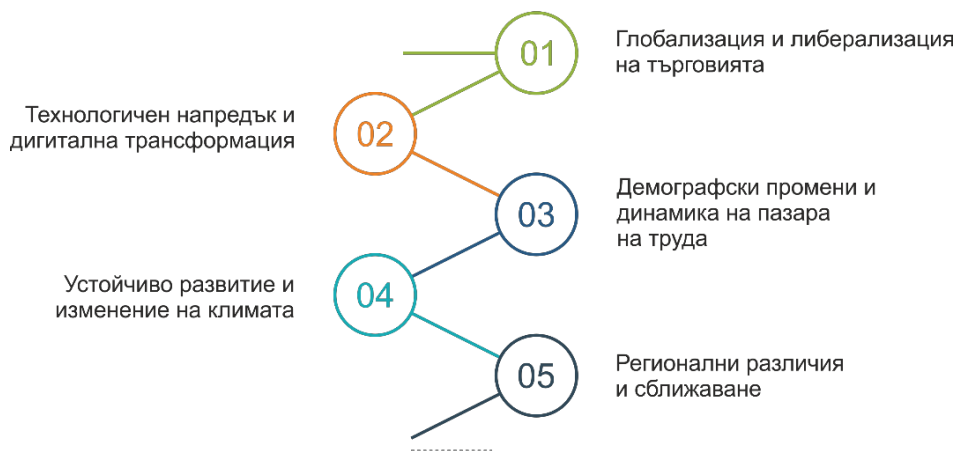 01
Глобализация и либерализация
на търговията
Технологичен напредък и
дигитална трансформация
02
03
Демографски промени и
динамика на пазара
на труда
Устойчиво развитие и
изменение на климата
04
05
Регионални различия
и сближаване